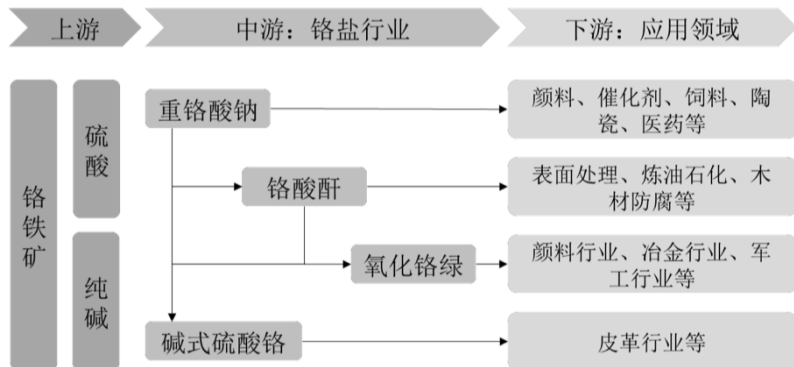 上游
中游：铬盐行业
下游：应用领域
铬铁矿
硫酸
纯碱
重铬酸钠
颜料、催化剂、饲料、陶
瓷、医药等
铬酸酐
表面处理、炼油石化、木
材防腐等
氧化铬绿
颜料行业、冶金行业、军
工行业等
碱式硫酸铬
皮革行业等